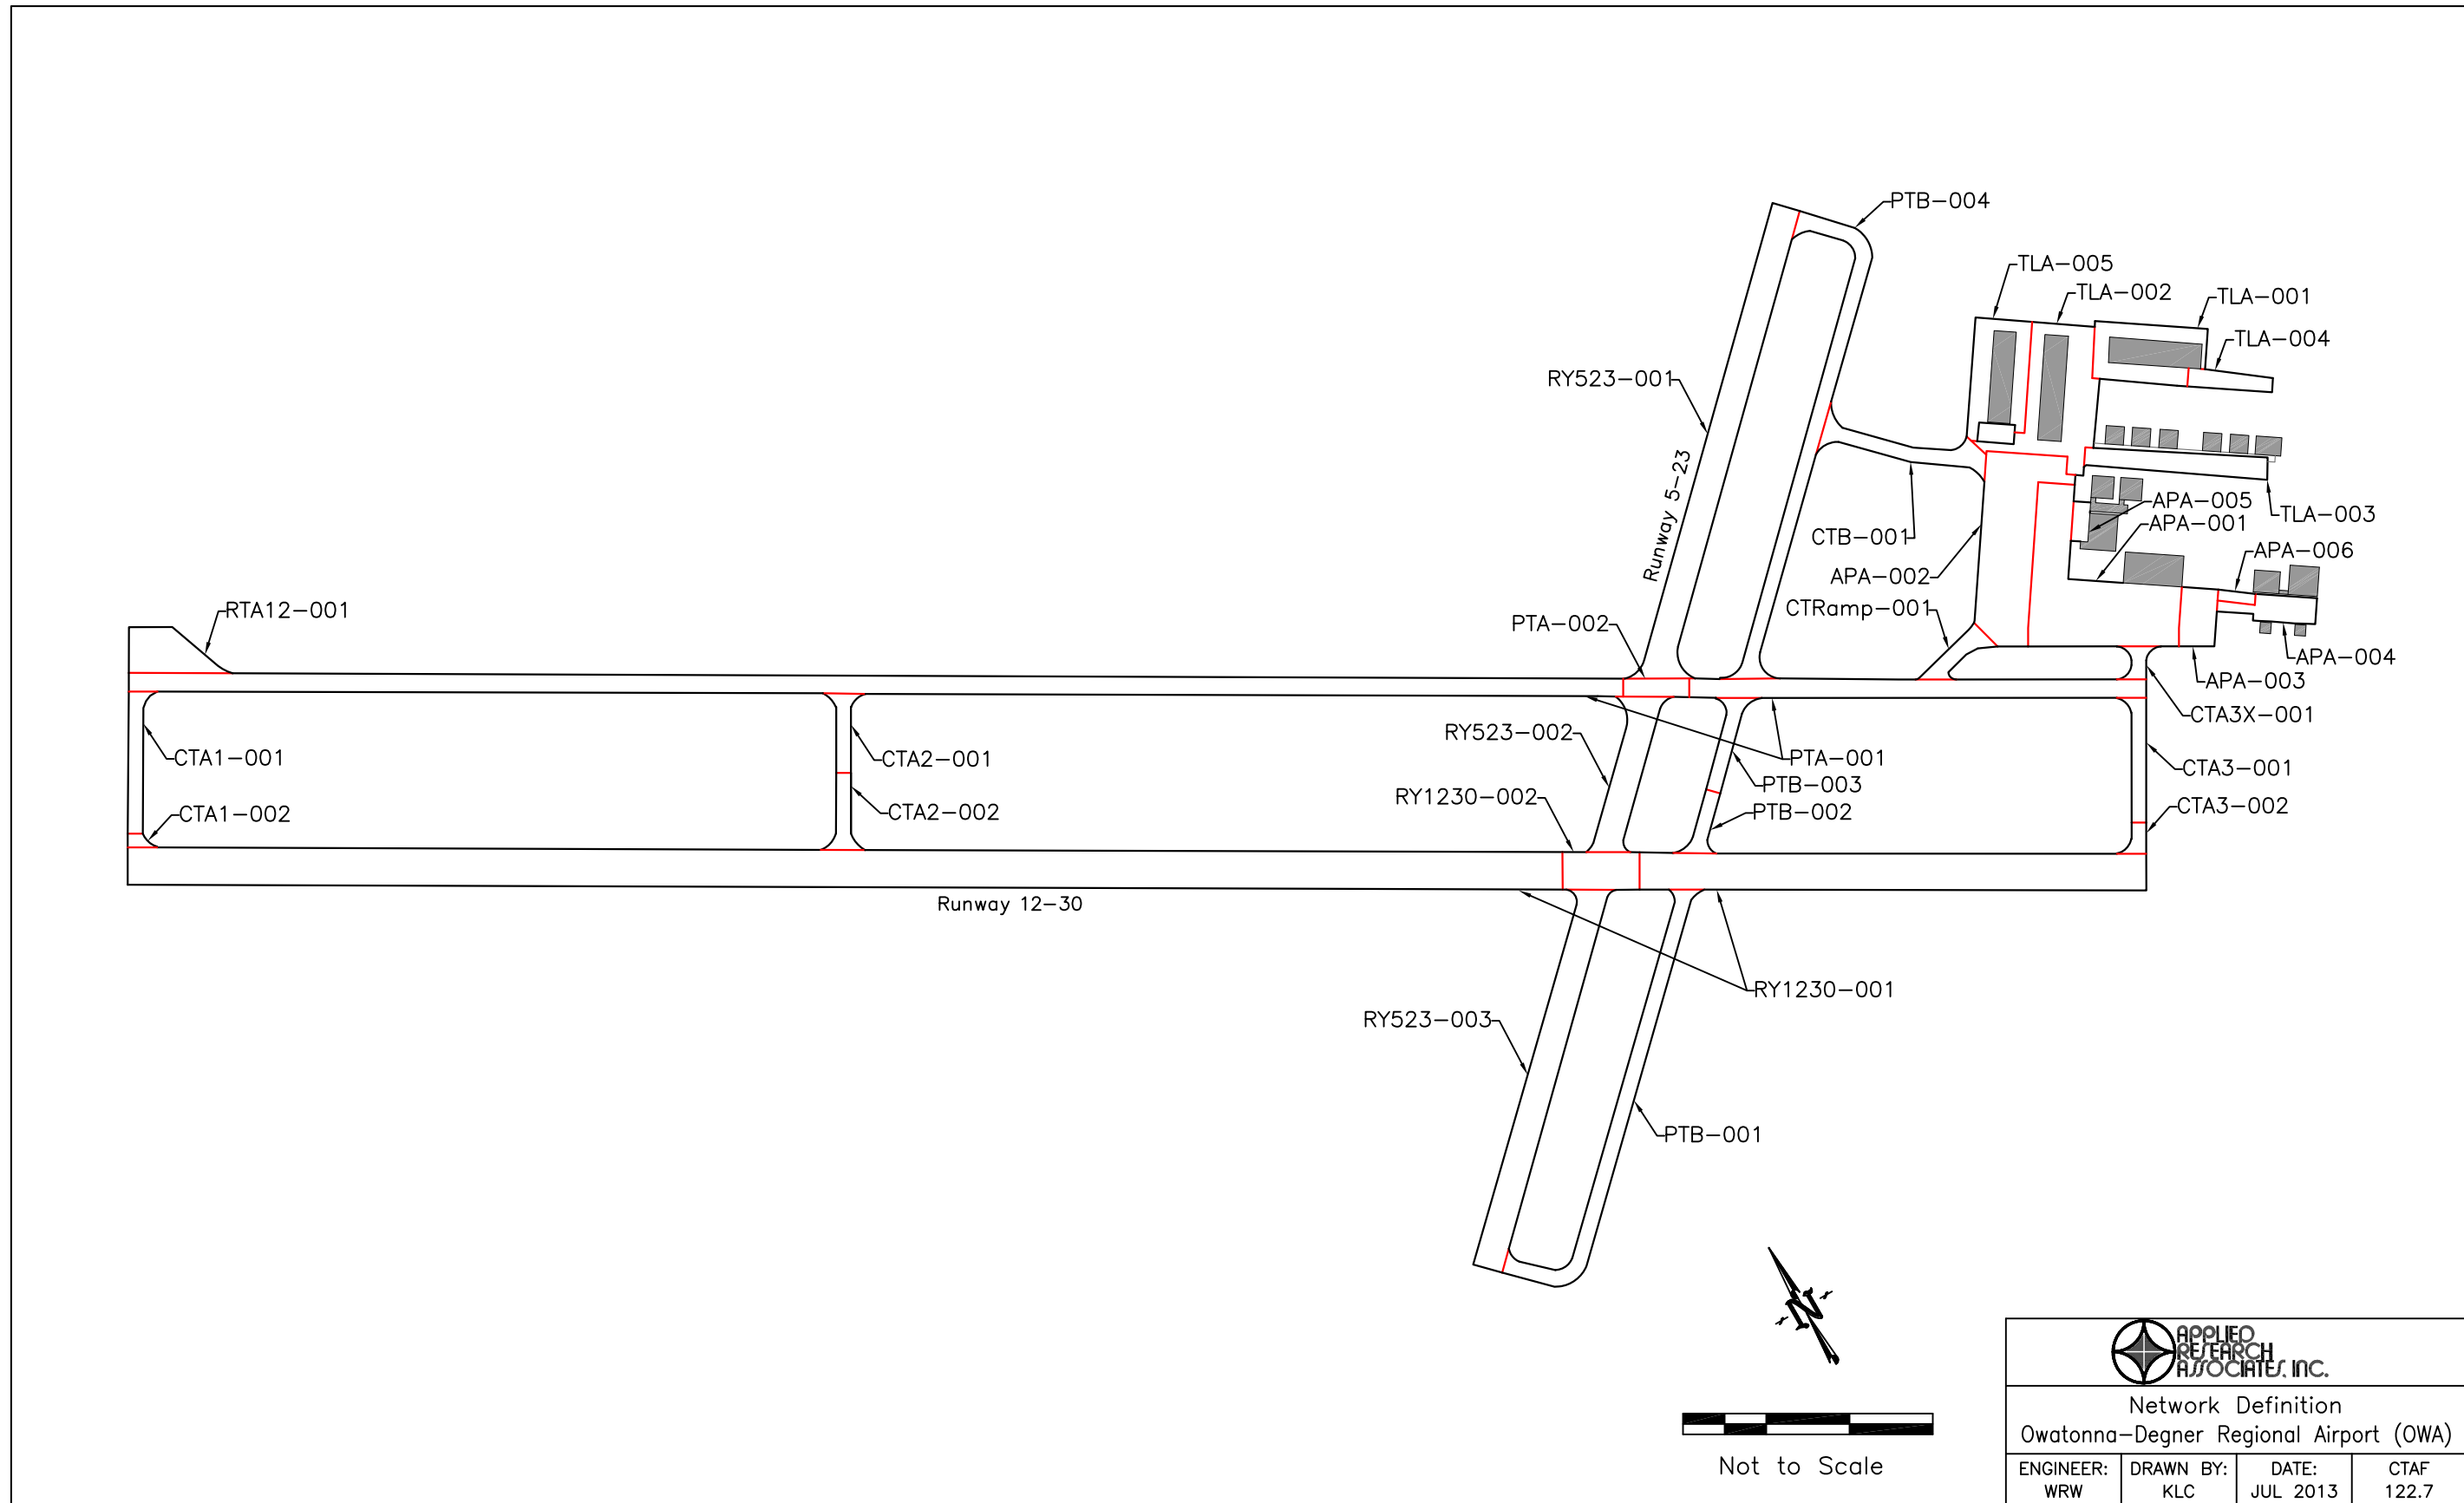 PTB-004
TLA-005
TLA-002
TLA-001
TLA-004
RY523-001
Runway 5-23
APA-005
TLA-003
APA-001
CTB-001
APA-006
APA-002
CTRamp-001
RTA12-001
PTA-002
APA-004
APA-003
CTA3X-001
RY523-002
CTA1-001
CTA2-001
PTA-001
CTA3-001
PTB-003
RY1230-002
CTA3-002
CTA1-002
CTA2-002
PTB-002
Runway 12-30
RY1230-001
RY523-003
PTB-001
N
Not to Scale
APPLIED
RESEARCH
ASSOCIATES, INC.
Network Definition
Owatonna-Degner Regional Airport (OWA)
ENGINEER: DRAWN BY: DATE: CTAF
WRW KLC JUL 2013 122.7